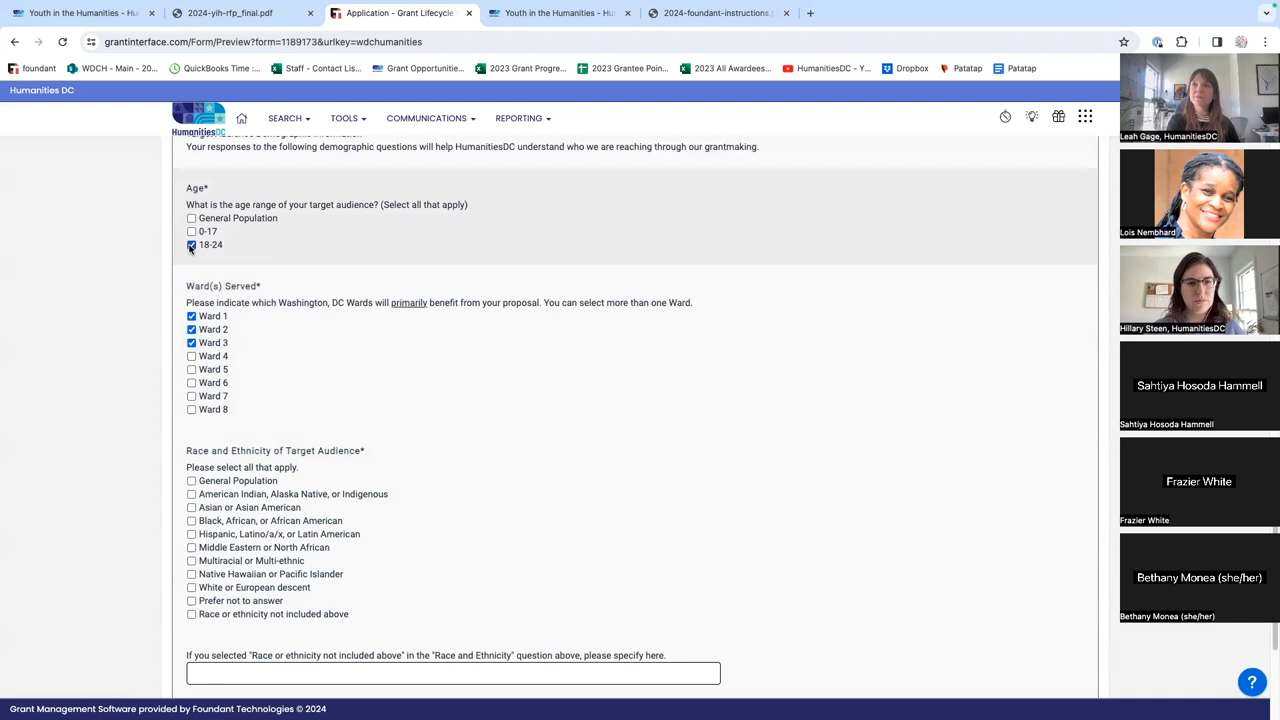 Youth in the Humanities - Hum
2024-yih-rfp_final.pdf
Application - Grant Lifecycle
Youth in the Humanities - Hum
2024-foundant-instructions.
grantinterface.com/Form/Preview?form=1189173&urlkey=wdchumanities
foundant
WDCH - Main - 20...
QuickBooks Time :...
Staff - Contact Lis...
Grant Opportunitie...
2023 Grant Progre...
2023 Grantee Poin...
2023 All Awardees...
HumanitiesDC - Y...
Dropbox
Patatap
Patatap
Humanities DC
HumanitiesDC
SEARCH
TOOLS
COMMUNICATIONS
REPORTING
Target Audience Demographic Information
Your responses to the following demographic questions will help HumanitiesDC understand who we are reaching through our grantmaking.
Age*
What is the age range of your target audience? (Select all that apply)
General Population
0-17
18-24
Ward(s) Served*
Please indicate which Washington, DC Wards will primarily benefit from your proposal. You can select more than one Ward.
Ward 1
Ward 2
Ward 3
Ward 4
Ward 5
Ward 6
Ward 7
Ward 8
Race and Ethnicity of Target Audience*
Please select all that apply.
General Population
American Indian, Alaska Native, or Indigenous
Asian or Asian American
Black, African, or African American
Hispanic, Latino/a/x, or Latin American
Middle Eastern or North African
Multiracial or Multi-ethnic
Native Hawaiian or Pacific Islander
White or European descent
Prefer not to answer
Race or ethnicity not included above
If you selected "Race or ethnicity not included above" in the "Race and Ethnicity" question above, please specify here.
Grant Management Software provided by Foundant Technologies © 2024
?
Leah Gage, HumanitiesDC
Lois Nembhard
Hillary Steen, HumanitiesDC
Sahtiya Hosoda Hammell
Sahtiya Hosoda Hammell
Frazier White
Frazier White
Bethany Monea (she/her)
Bethany Monea (she/her)